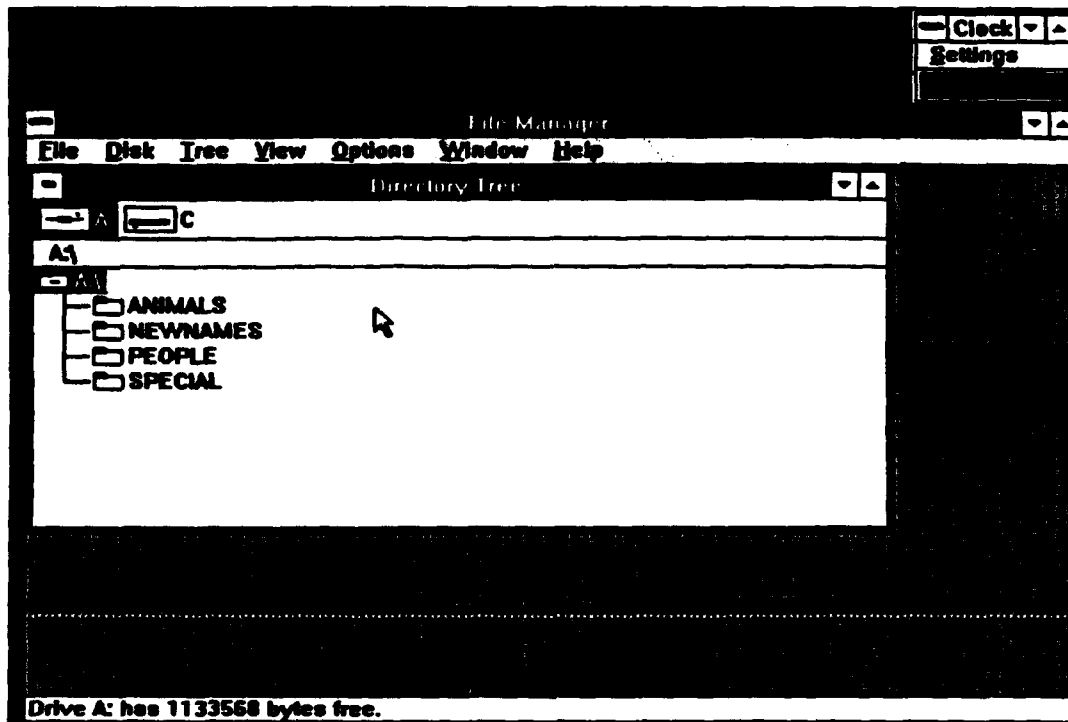 Clock
Settings
File Manager
File Disk Tree View Options Window Help
Directory Tree
A C
A:\
A:\
ANIMALS
NEWNAMES
PEOPLE
SPECIAL
Drive A: has 1133568 bytes free.